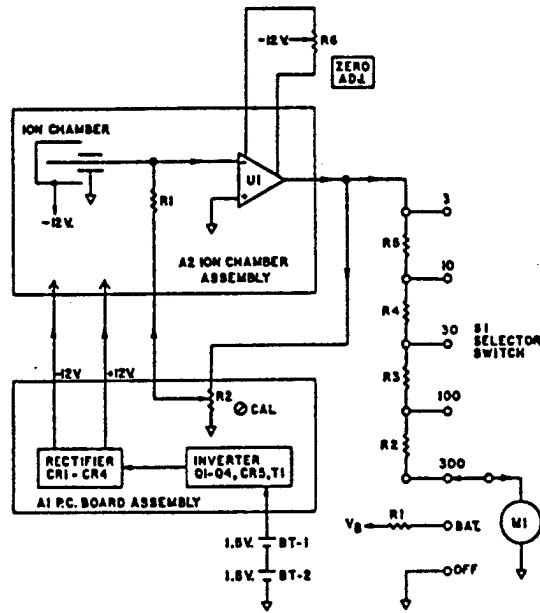 -12V.
R6
ZERO
ADJ.
ION CHAMBER
-12V.
R1
U1
-
+
A2 ION CHAMBER
ASSEMBLY
3
R5
10
R4
30
S1
SELECTOR
SWITCH
R3
100
R2
300
-12V.
+12V.
R2
CAL
RECTIFIER
CR1 - CR4
INVERTER
Q1-Q4, CR5, T1
A1 P.C. BOARD ASSEMBLY
1.5V.
BT-1
1.5V.
BT-2
VB
R1
BAT.
M1
OFF